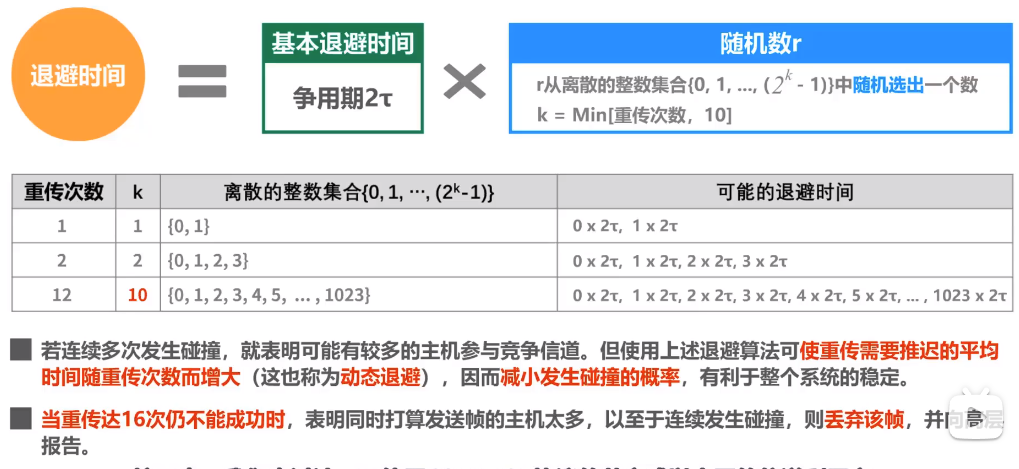 退避时间
=
基本退避时间
争用期2τ
×
随机数r
r从离散的整数集合{0, 1, ..., (2^k - 1)}中随机选出一个数
k = Min[重传次数，10]
重传次数 k 离散的整数集合{0, 1, ⋯, (2ᵏ-1)} 可能的退避时间
1 1 {0, 1} 0 x 2τ, 1 x 2τ
2 2 {0, 1, 2, 3} 0 x 2τ, 1 x 2τ, 2 x 2τ, 3 x 2τ
12 10 {0, 1, 2, 3, 4, 5, … , 1023} 0 x 2τ, 1 x 2τ, 2 x 2τ, 3 x 2τ, 4 x 2τ, 5 x 2τ, ... , 1023 x 2τ
若连续多次发生碰撞，就表明可能有较多的主机参与竞争信道。但使用上述退避算法可使重传需要推迟的平均
时间随重传次数而增大（这也称为动态退避），因而减小发生碰撞的概率，有利于整个系统的稳定。
当重传达16次仍不能成功时，表明同时打算发送帧的主机太多，以至于连续发生碰撞，则丢弃该帧，并向高层
报告。